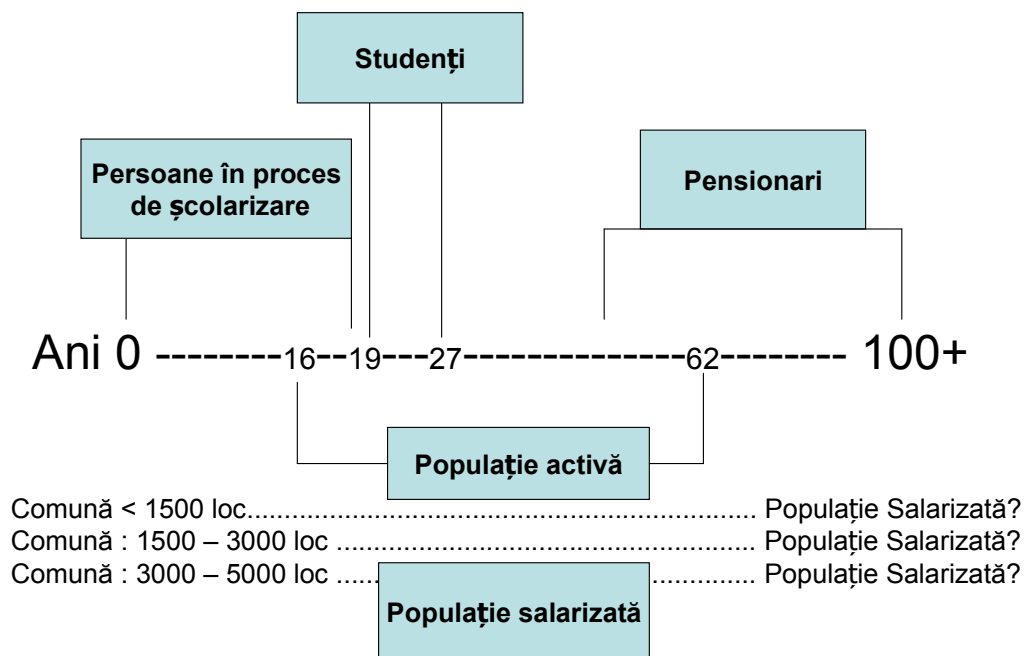 Studenți
Persoane în proces
de școlarizare
Pensionari
Ani 0 -----------16--19---27-------------------62--------- 100+
Populație activă
Comună < 1500 loc.......................................................................... Populație Salarizată?
Comună : 1500 – 3000 loc ............................................................. Populație Salarizată?
Comună : 3000 – 5000 loc ............................................................. Populație Salarizată?
Populație salarizată